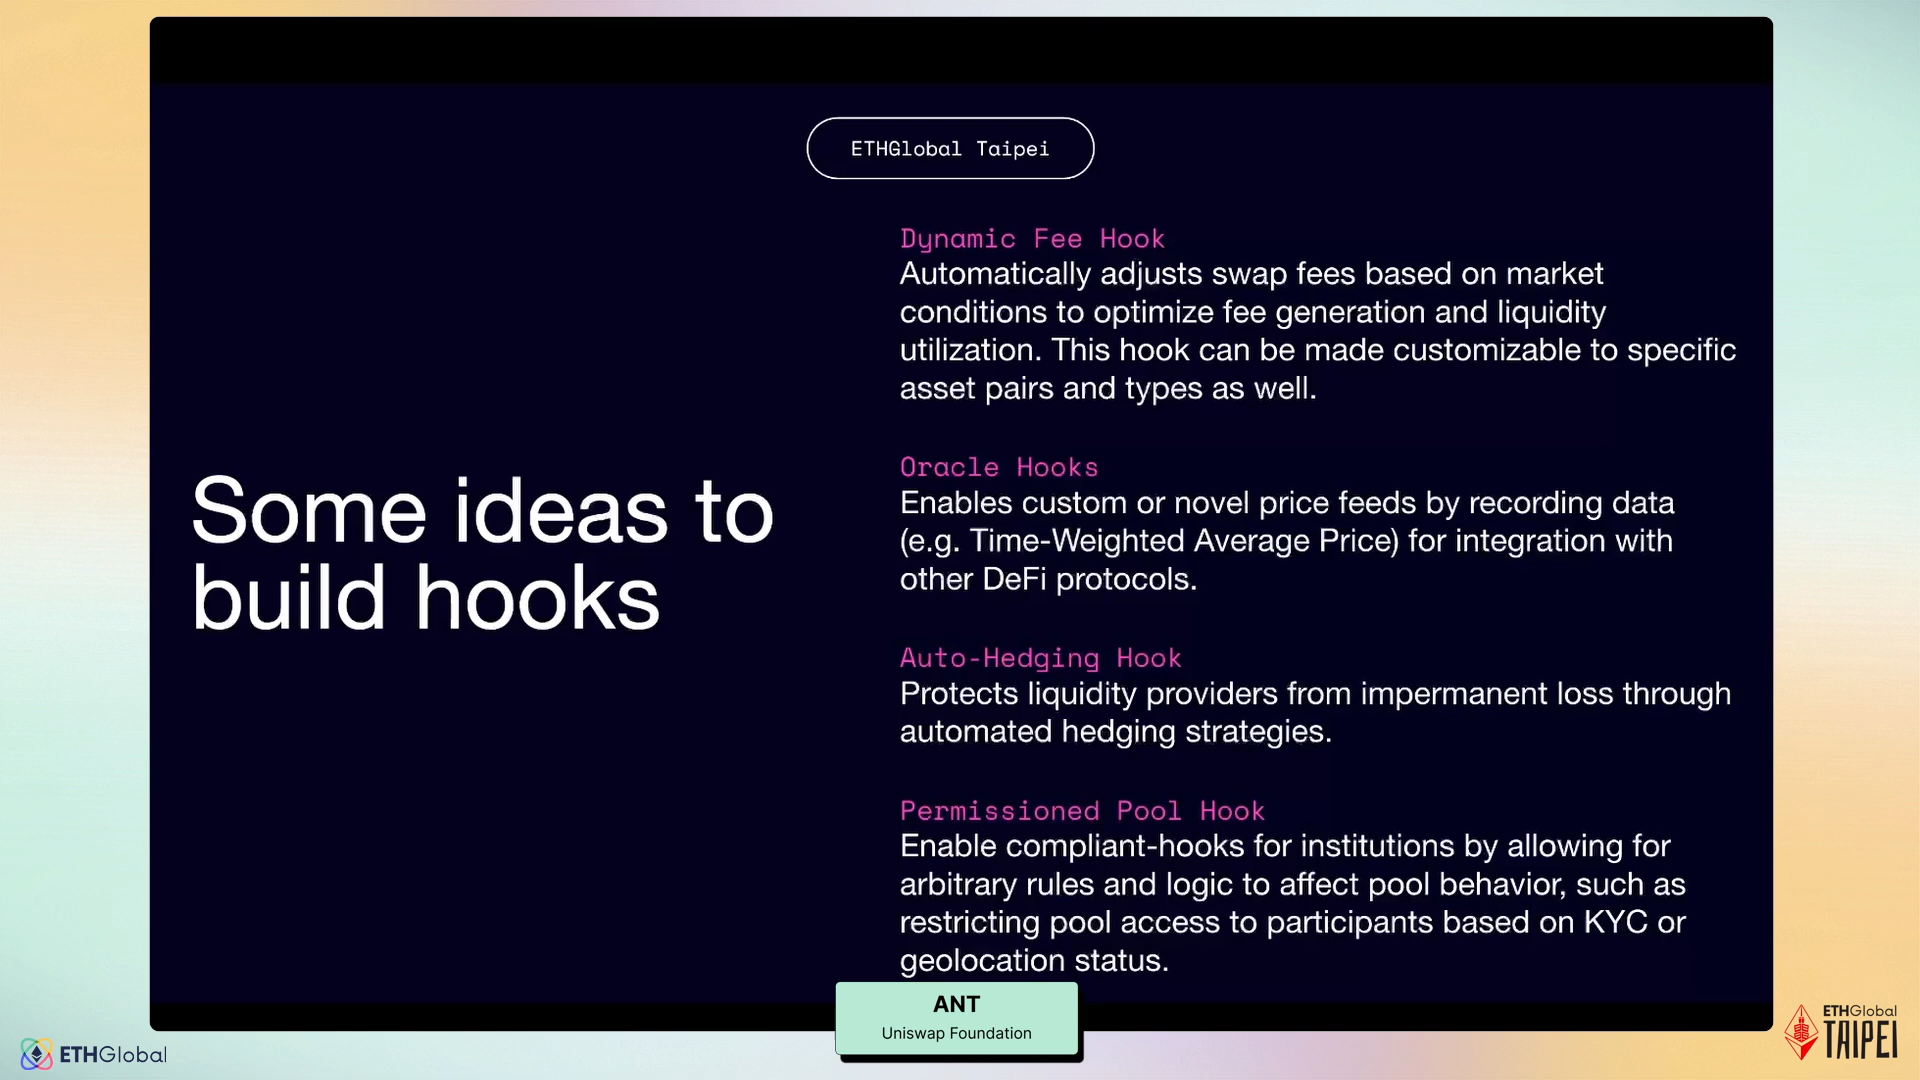 ETHGlobal Taipei
Some ideas to
build hooks
Dynamic Fee Hook
Automatically adjusts swap fees based on market
conditions to optimize fee generation and liquidity
utilization. This hook can be made customizable to specific
asset pairs and types as well.
Oracle Hooks
Enables custom or novel price feeds by recording data
(e.g. Time-Weighted Average Price) for integration with
other DeFi protocols.
Auto-Hedging Hook
Protects liquidity providers from impermanent loss through
automated hedging strategies.
Permissioned Pool Hook
Enable compliant-hooks for institutions by allowing for
arbitrary rules and logic to affect pool behavior, such as
restricting pool access to participants based on KYC or
geolocation status.
ANT
Uniswap Foundation
ETHGlobal
ETHGlobal
TAIPEI